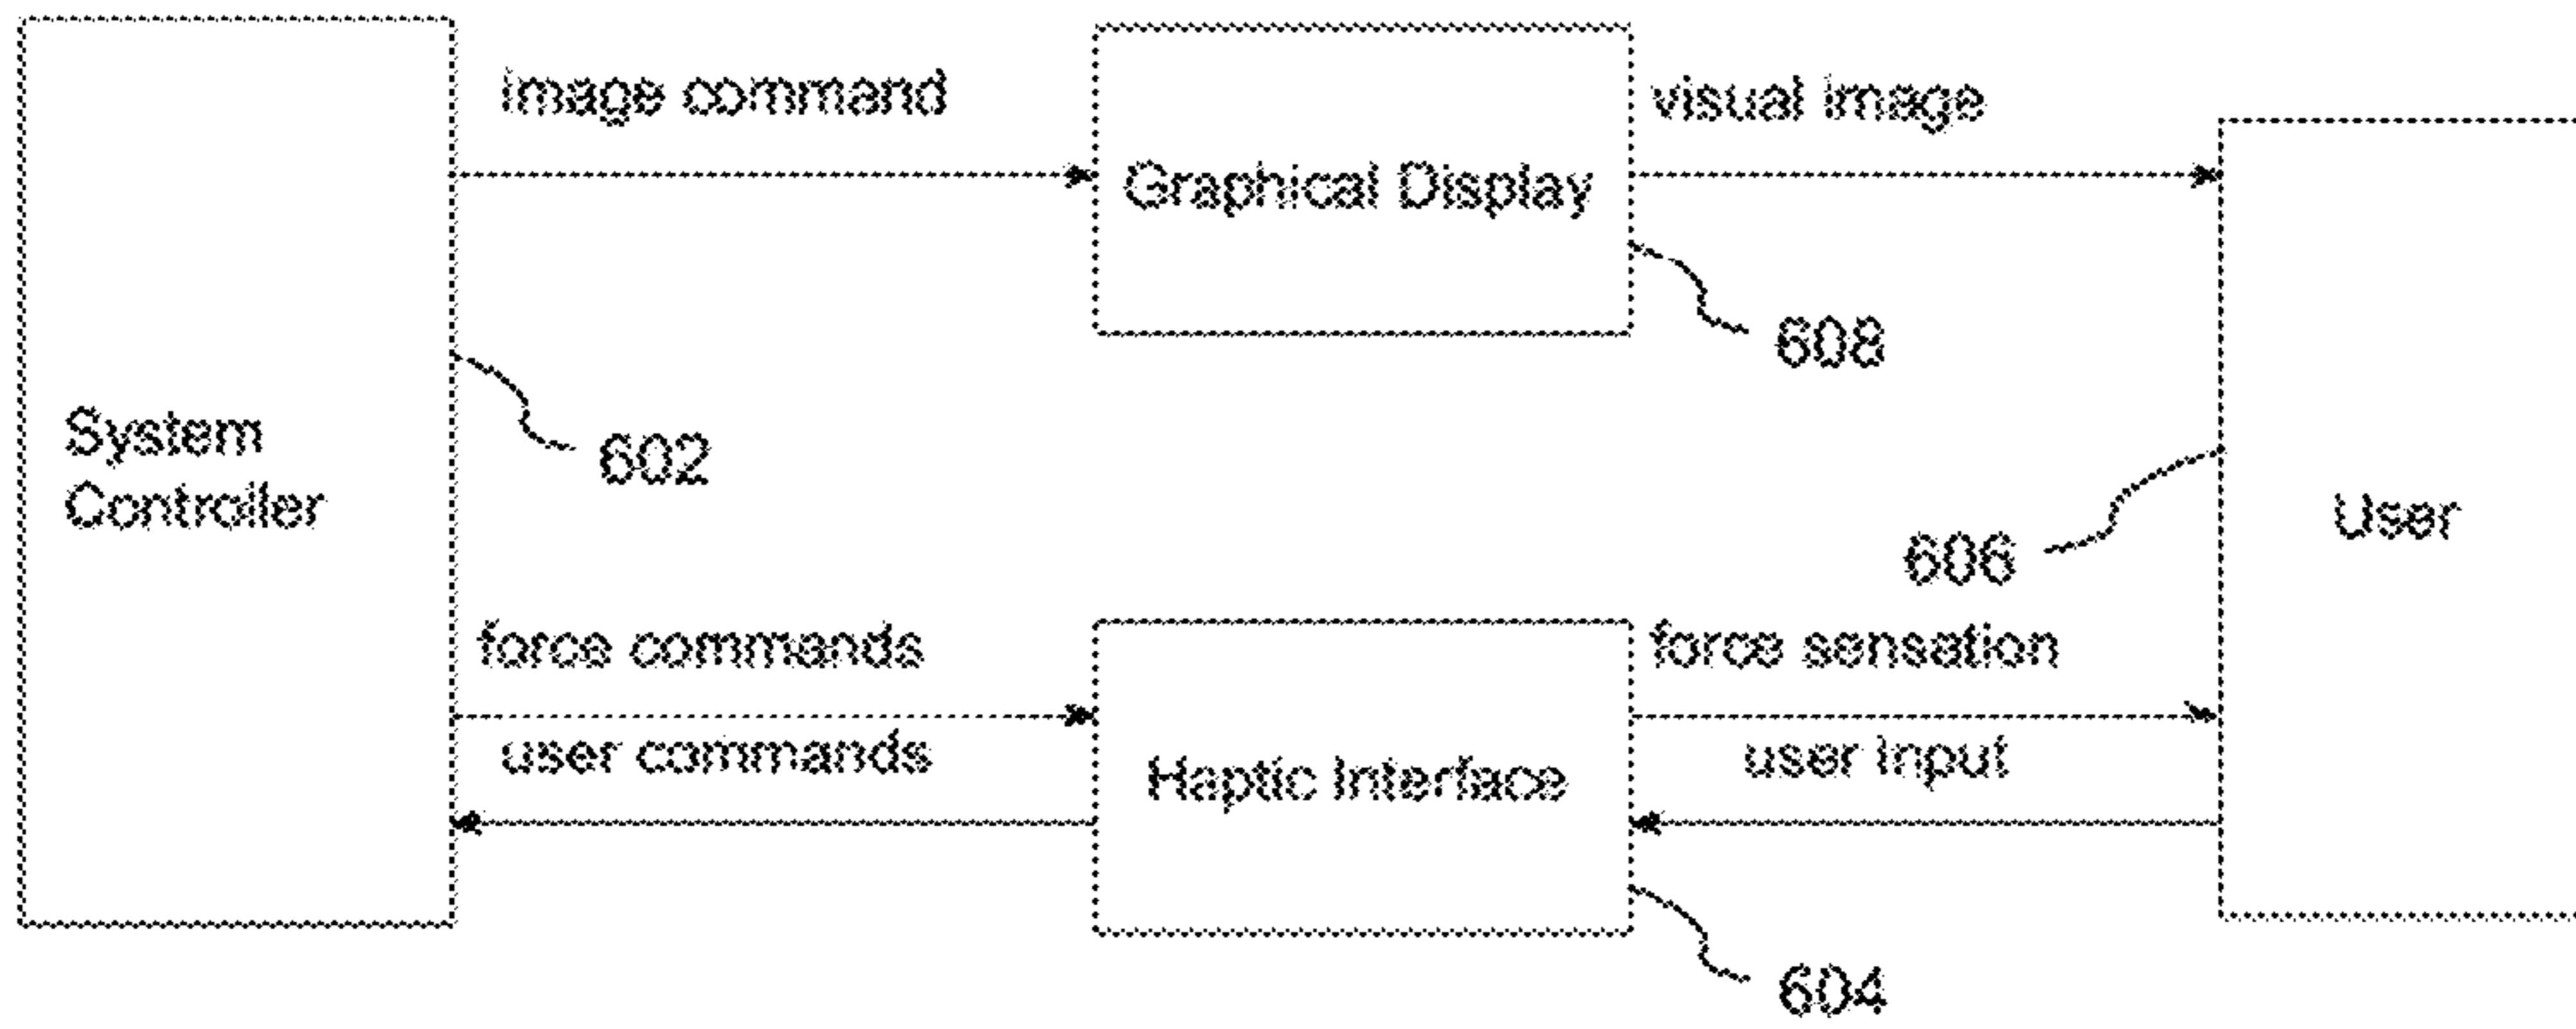 image command
visual image
Graphical Display
608
System
Controller
602
User
606
force commands
force sensation
user commands
user input
Haptic Interface
604